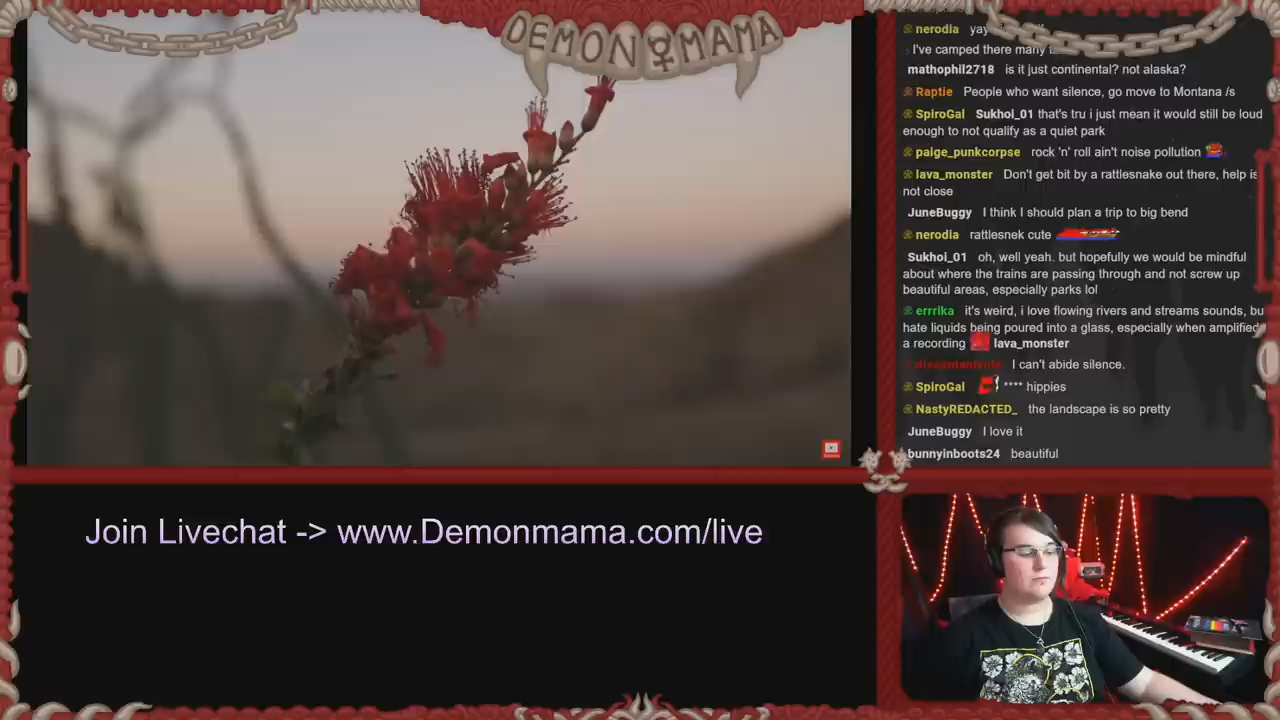 DEMON MAMA
nerodia yay
I've camped there many
mathophil2718 is it just continental? not alaska?
Raptie People who want silence, go move to Montana /s
SpiroGal Sukhoi_01 that's tru i just mean it would still be loud
enough to not qualify as a quiet park
paige_punkcorpse rock 'n' roll ain't noise pollution
lava_monster Don't get bit by a rattlesnake out there, help is
not close
JuneBuggy I think I should plan a trip to big bend
nerodia rattlesnek cute
Sukhoi_01 oh, well yeah. but hopefully we would be mindful
about where the trains are passing through and not screw up
beautiful areas, especially parks lol
errrika it's weird, i love flowing rivers and streams sounds, but
hate liquids being poured into a glass, especially when amplified
a recording lava_monster
I can't abide silence.
SpiroGal **** hippies
NastyREDACTED_ the landscape is so pretty
JuneBuggy I love it
bunnyinboots24 beautiful
Join Livechat -> www.Demonmama.com/live